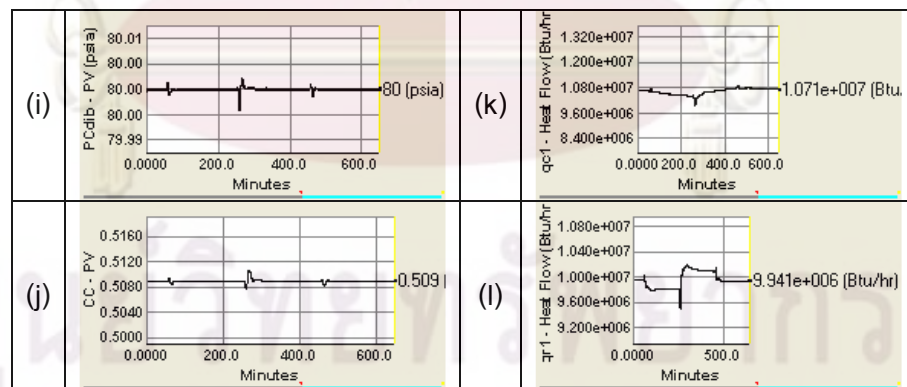 (i)
PCdib - PV (psia)
80.01
80.00
80.00
80.00
79.99
0.0000 200.0 400.0 600.0
Minutes
80 (psia)
(k)
qc1 - Heat Flow (Btu/hr
1.320e+007
1.200e+007
1.080e+007
9.600e+006
8.400e+006
0.0000 200.0 400.0 600.0
Minutes
1.071e+007 (Btu.
(j)
CC - PV
0.5160
0.5120
0.5080
0.5040
0.5000
0.0000 200.0 400.0 600.0
Minutes
0.509
(l)
qr1 - Heat Flow (Btu/hr
1.080e+007
1.040e+007
1.000e+007
9.600e+006
9.200e+006
0.0000 500.0
Minutes
9.941e+006 (Btu/hr)